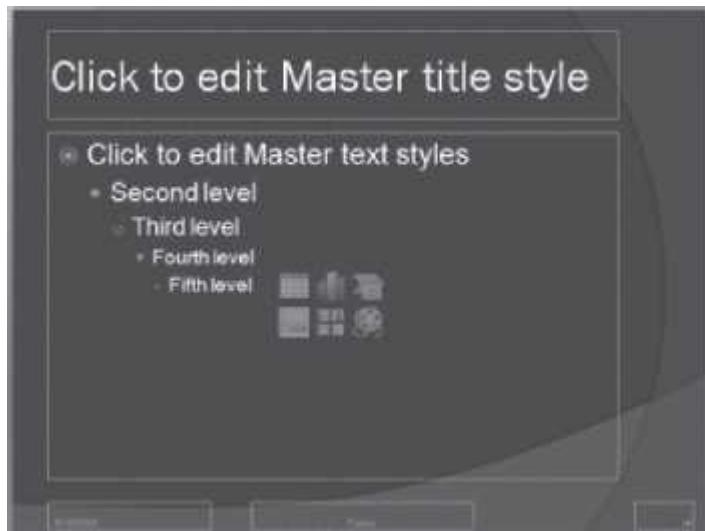 Click to edit Master title style
Click to edit Master text styles
Second level
Third level
Fourth level
Fifth level